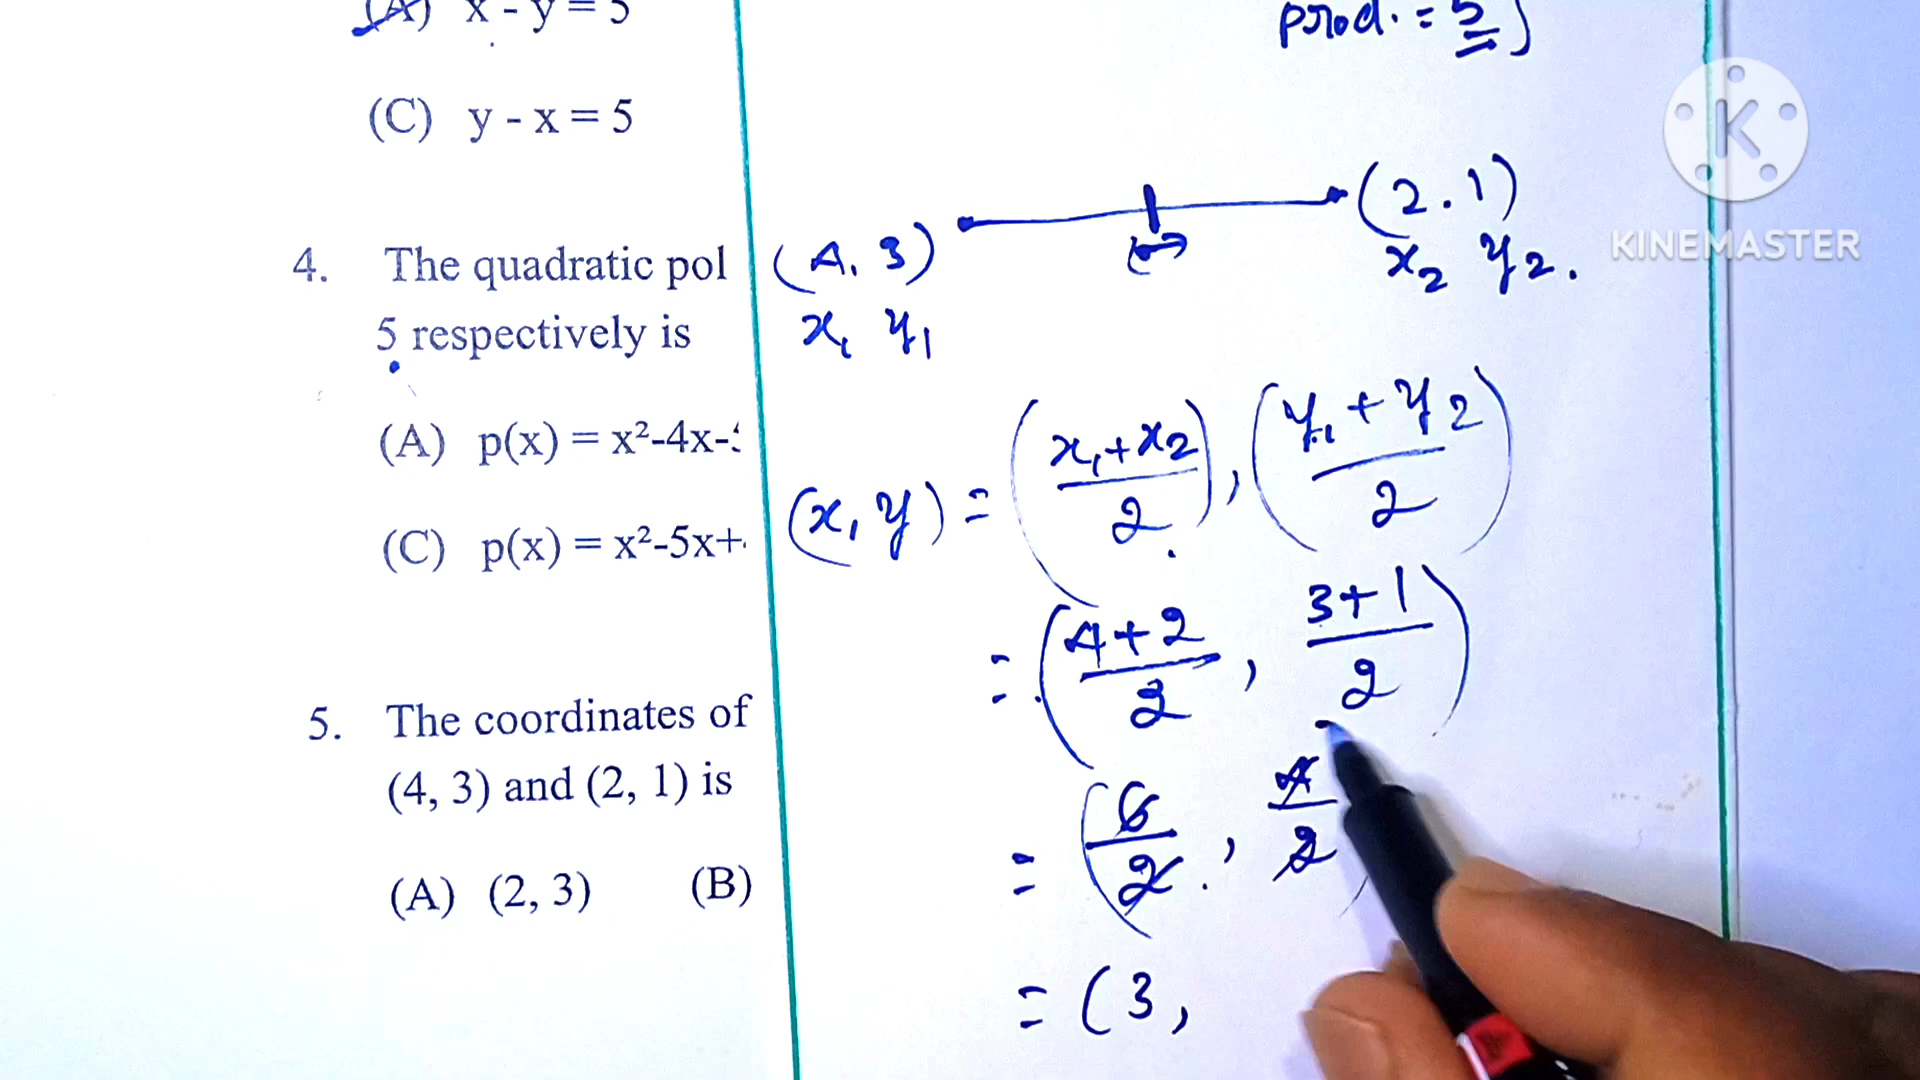 (A) x - y = 5
(C) y - x = 5
4. The quadratic pol
5 respectively is
(A) p(x) = x²-4x-
(C) p(x) = x²-5x+
5. The coordinates of
(4, 3) and (2, 1) is
(A) (2, 3) (B)
prod. = 5}
(4, 3) (2. 1)
x₁ y₁ x₂ y₂.
(x, y) = (x₁+x₂/2), (y₁+y₂/2)
= (4+2/2, 3+1/2)
= (6/2, 4/2)
= (3,
K
KINEMASTER